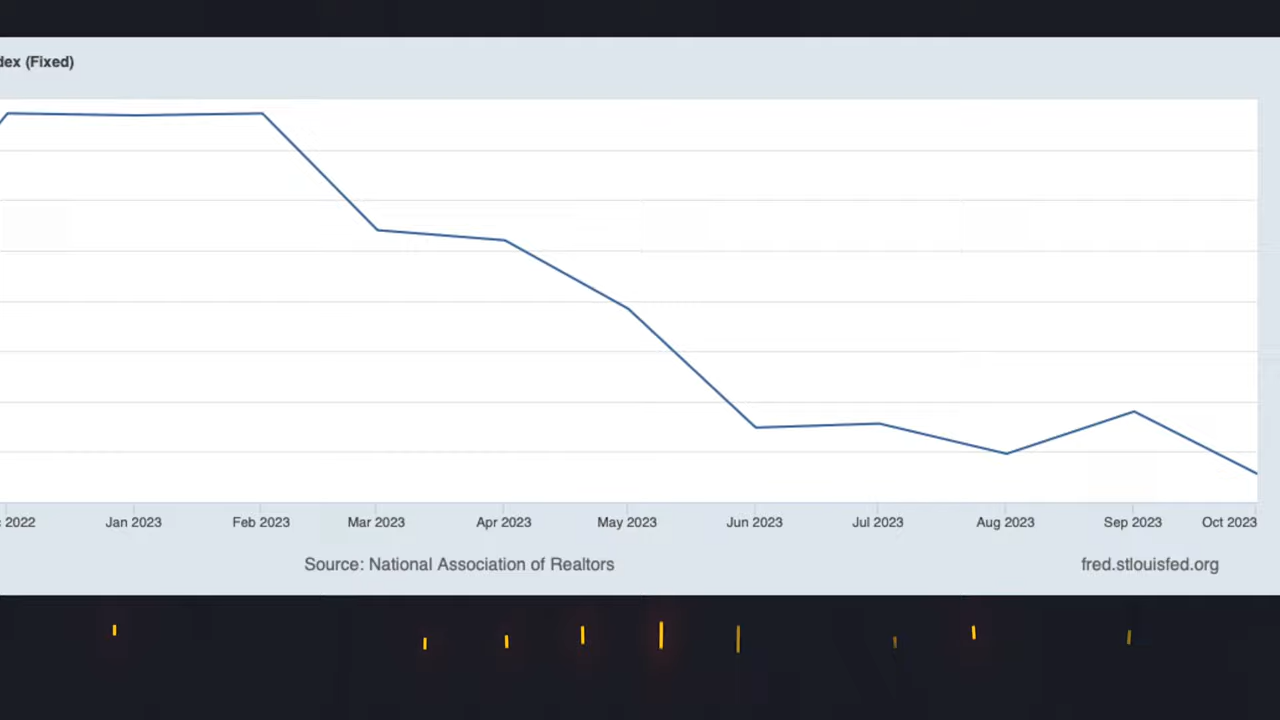 (Fixed)
2022 Jan 2023 Feb 2023 Mar 2023 Apr 2023 May 2023 Jun 2023 Jul 2023 Aug 2023 Sep 2023 Oct 2023
Source: National Association of Realtors fred.stlouisfed.org